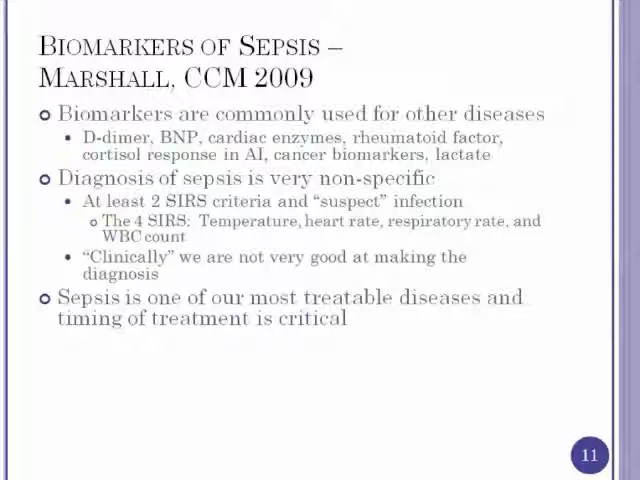 BIOMARKERS OF SEPSIS –
MARSHALL, CCM 2009
Biomarkers are commonly used for other diseases
D-dimer, BNP, cardiac enzymes, rheumatoid factor,
cortisol response in AI, cancer biomarkers, lactate
Diagnosis of sepsis is very non-specific
At least 2 SIRS criteria and “suspect” infection
The 4 SIRS: Temperature, heart rate, respiratory rate, and
WBC count
“Clinically” we are not very good at making the
diagnosis
Sepsis is one of our most treatable diseases and
timing of treatment is critical
11